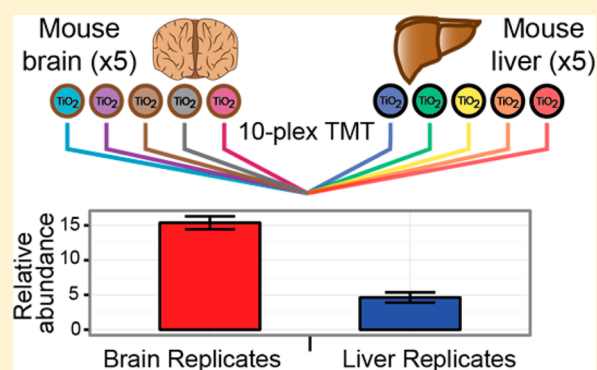 Mouse
brain (x5)
Mouse
liver (x5)
TiO2 TiO2 TiO2 TiO2 TiO2
TiO2 TiO2 TiO2 TiO2 TiO2
10-plex TMT
Relative
abundance
15
10
5
0
Brain Replicates
Liver Replicates